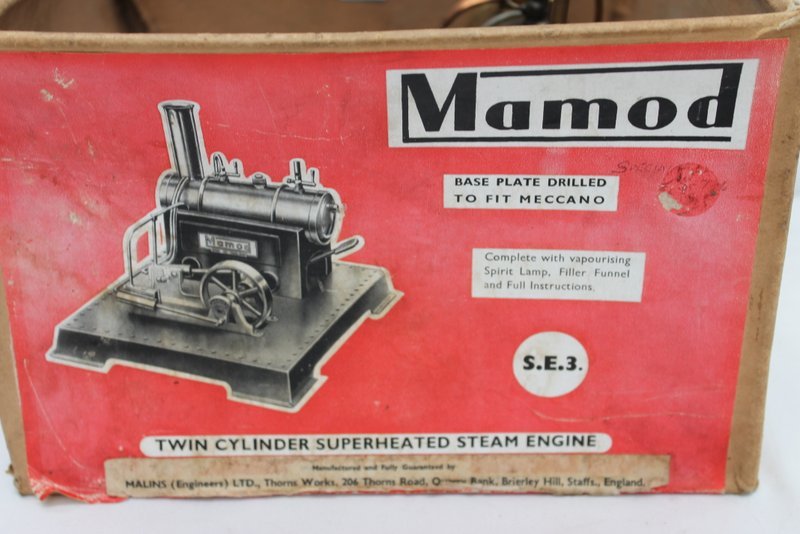 Mamod
BASE PLATE DRILLED
TO FIT MECCANO
Complete with vapourising
Spirit Lamp, Filler Funnel
and Full Instructions.
Mamod
S.E.3.
TWIN CYLINDER SUPERHEATED STEAM ENGINE
Manufactured and Fully Guaranteed by
MALINS (Engineers) LTD., Thorns Works, 206 Thorns Road, Bank, Brierley Hill, Staffs., England.